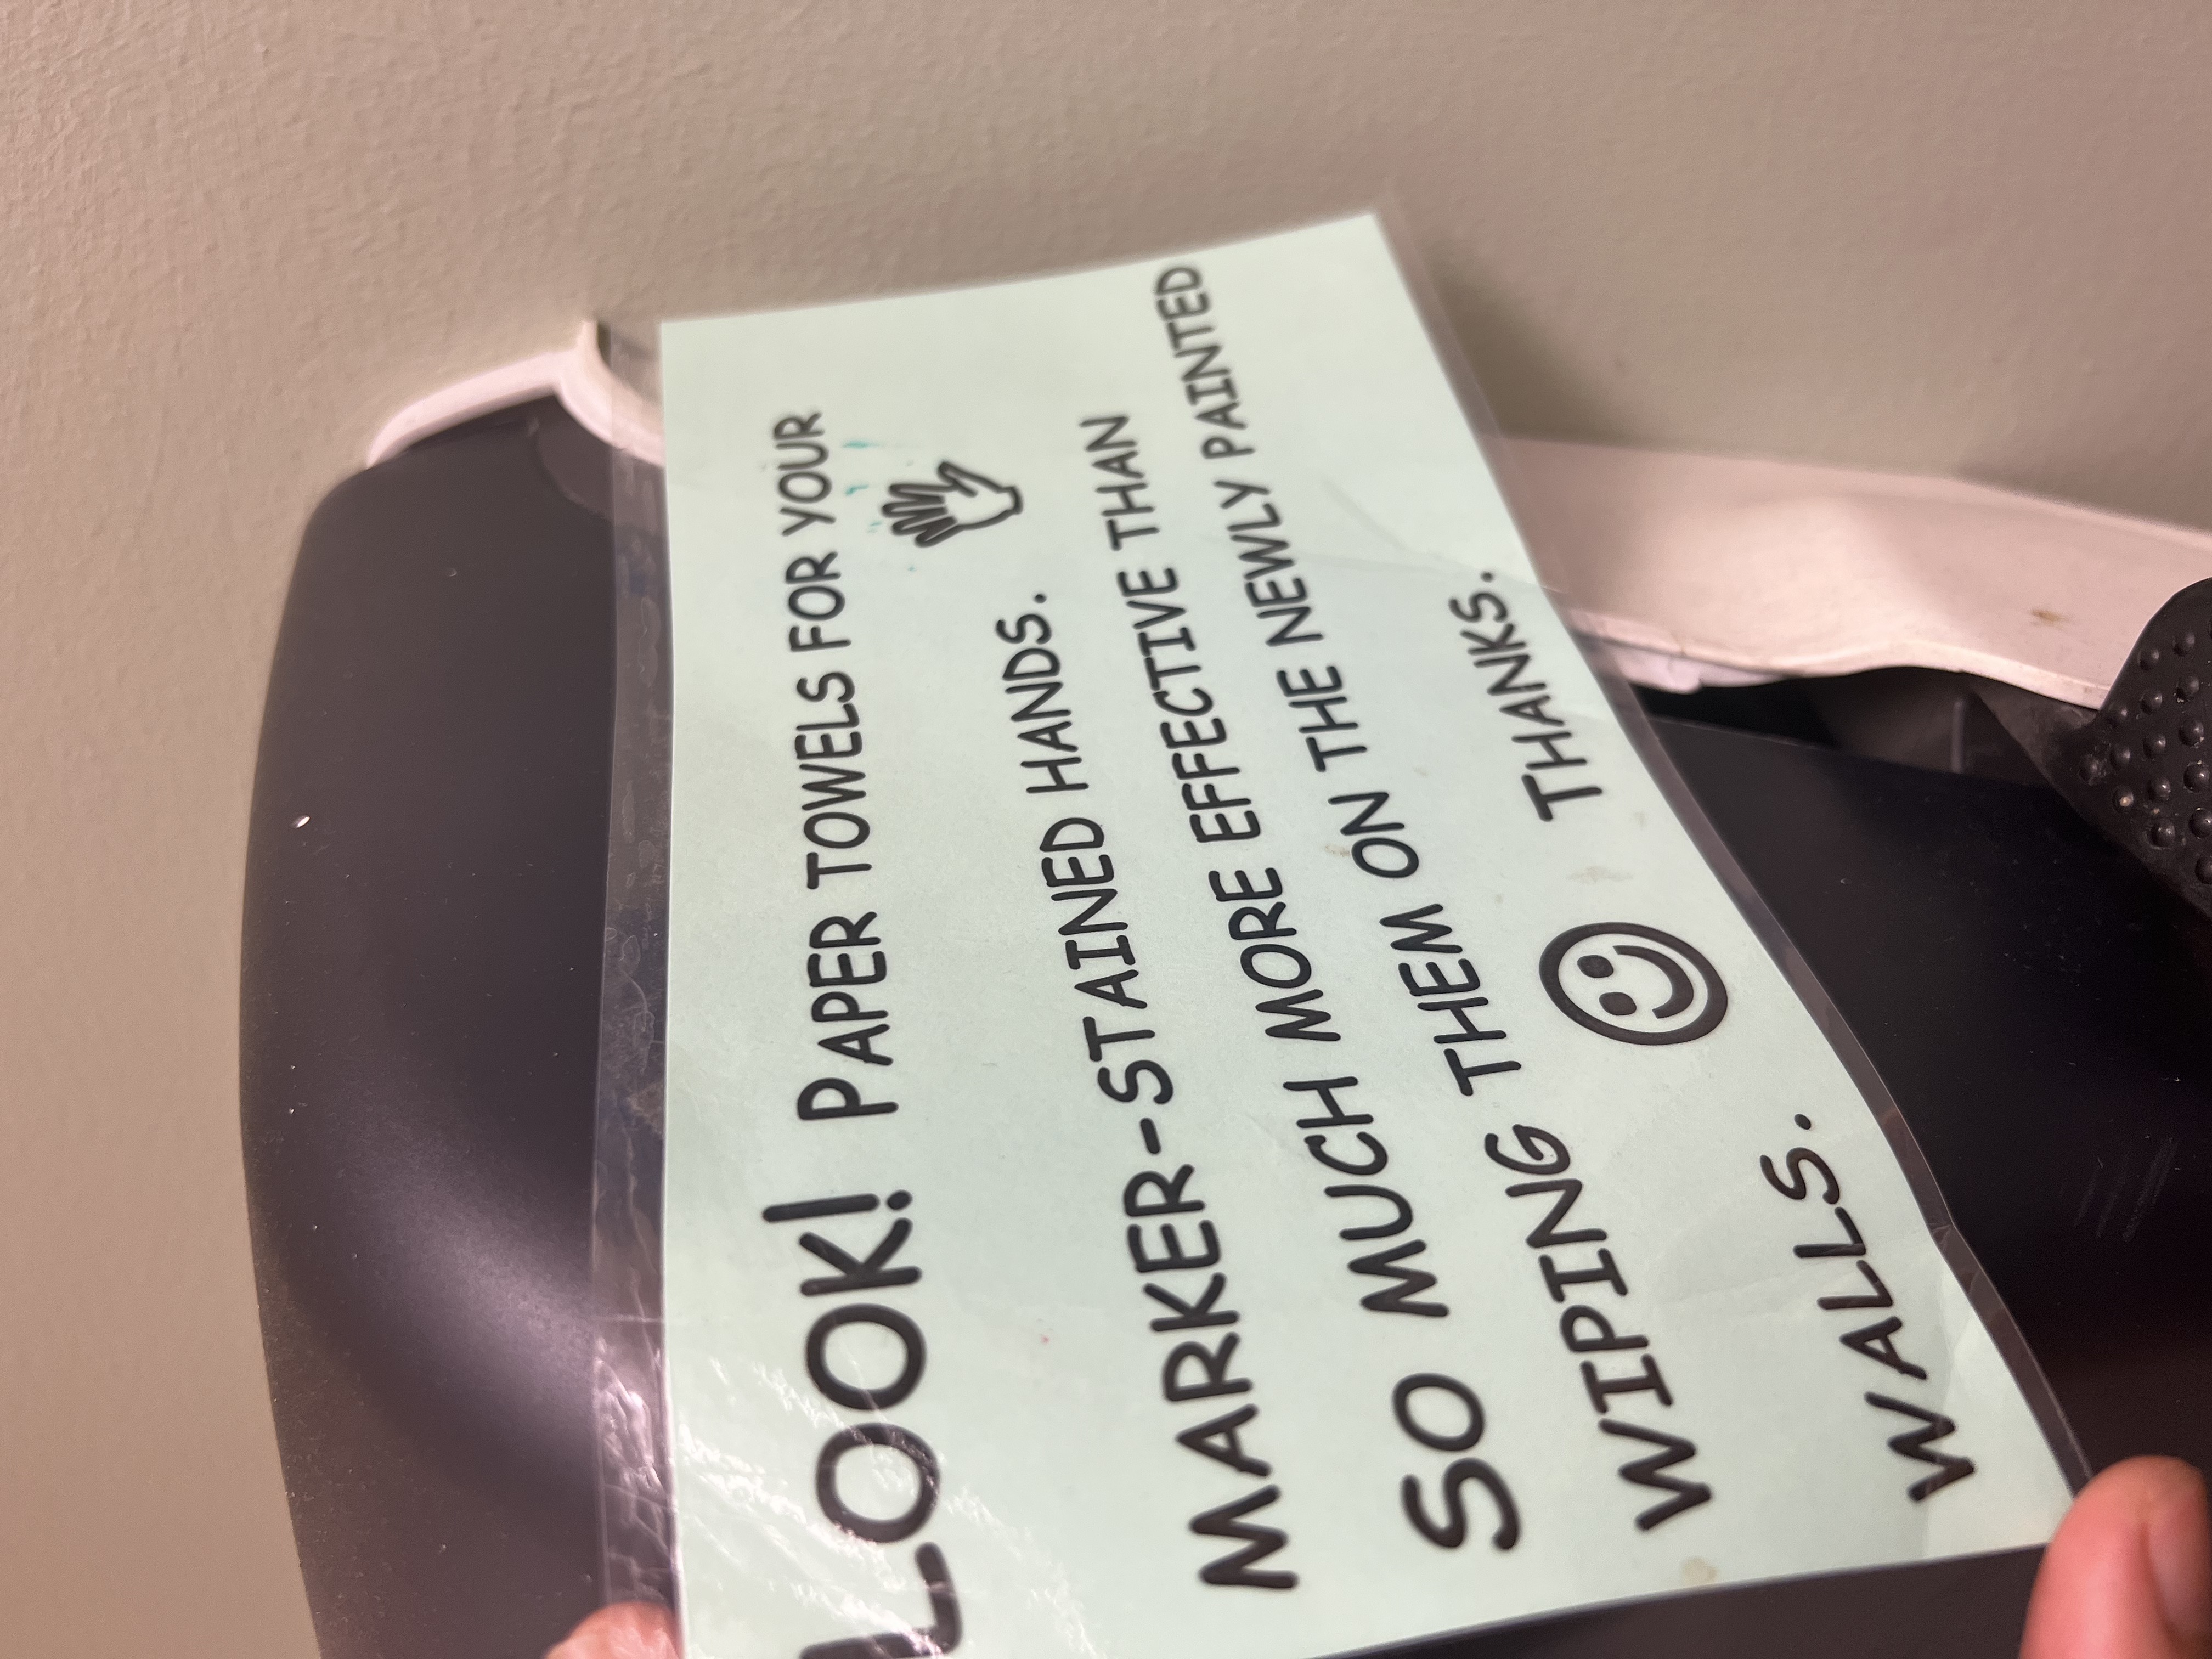 LOOK! PAPER TOWELS FOR YOUR
MARKER-STAINED HANDS.
SO MUCH MORE EFFECTIVE THAN
WIPING THEM ON THE NEWLY PAINTED
WALLS. THANKS.